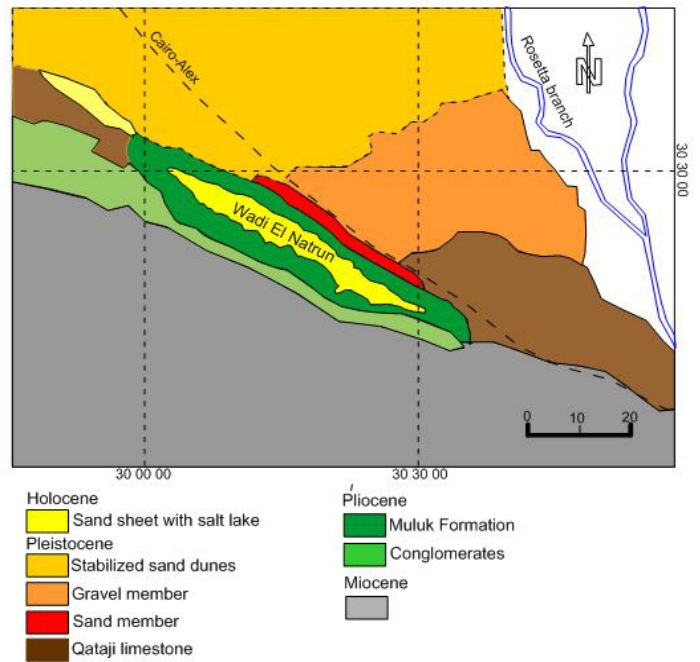 Cairo-Alex
Rosetta branch
N
30 30 00
Wadi El Natrun
0 10 20
30 00 00
30 30 00
Holocene
Sand sheet with salt lake
Pleistocene
Stabilized sand dunes
Gravel member
Sand member
Qataji limestone
Pliocene
Muluk Formation
Conglomerates
Miocene